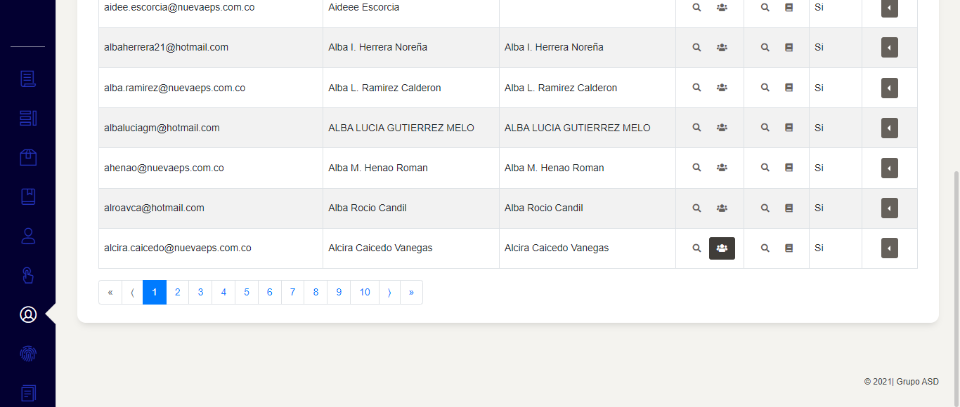 aidee.escorcia@nuevaeps.com.co Aideee Escorcia Si
albaherrera21@hotmail.com Alba I. Herrera Noreña Alba I. Herrera Noreña Si
alba.ramirez@nuevaeps.com.co Alba L. Ramirez Calderon Alba L. Ramirez Calderon Si
albaluciagm@hotmail.com ALBA LUCIA GUTIERREZ MELO ALBA LUCIA GUTIERREZ MELO Si
ahenao@nuevaeps.com.co Alba M. Henao Roman Alba M. Henao Roman Si
alroavca@hotmail.com Alba Rocio Candil Alba Rocio Candil Si
alcira.caicedo@nuevaeps.com.co Alcira Caicedo Vanegas Alcira Caicedo Vanegas Si
« ⟨ 1 2 3 4 5 6 7 8 9 10 ⟩ »
© 2021| Grupo ASD